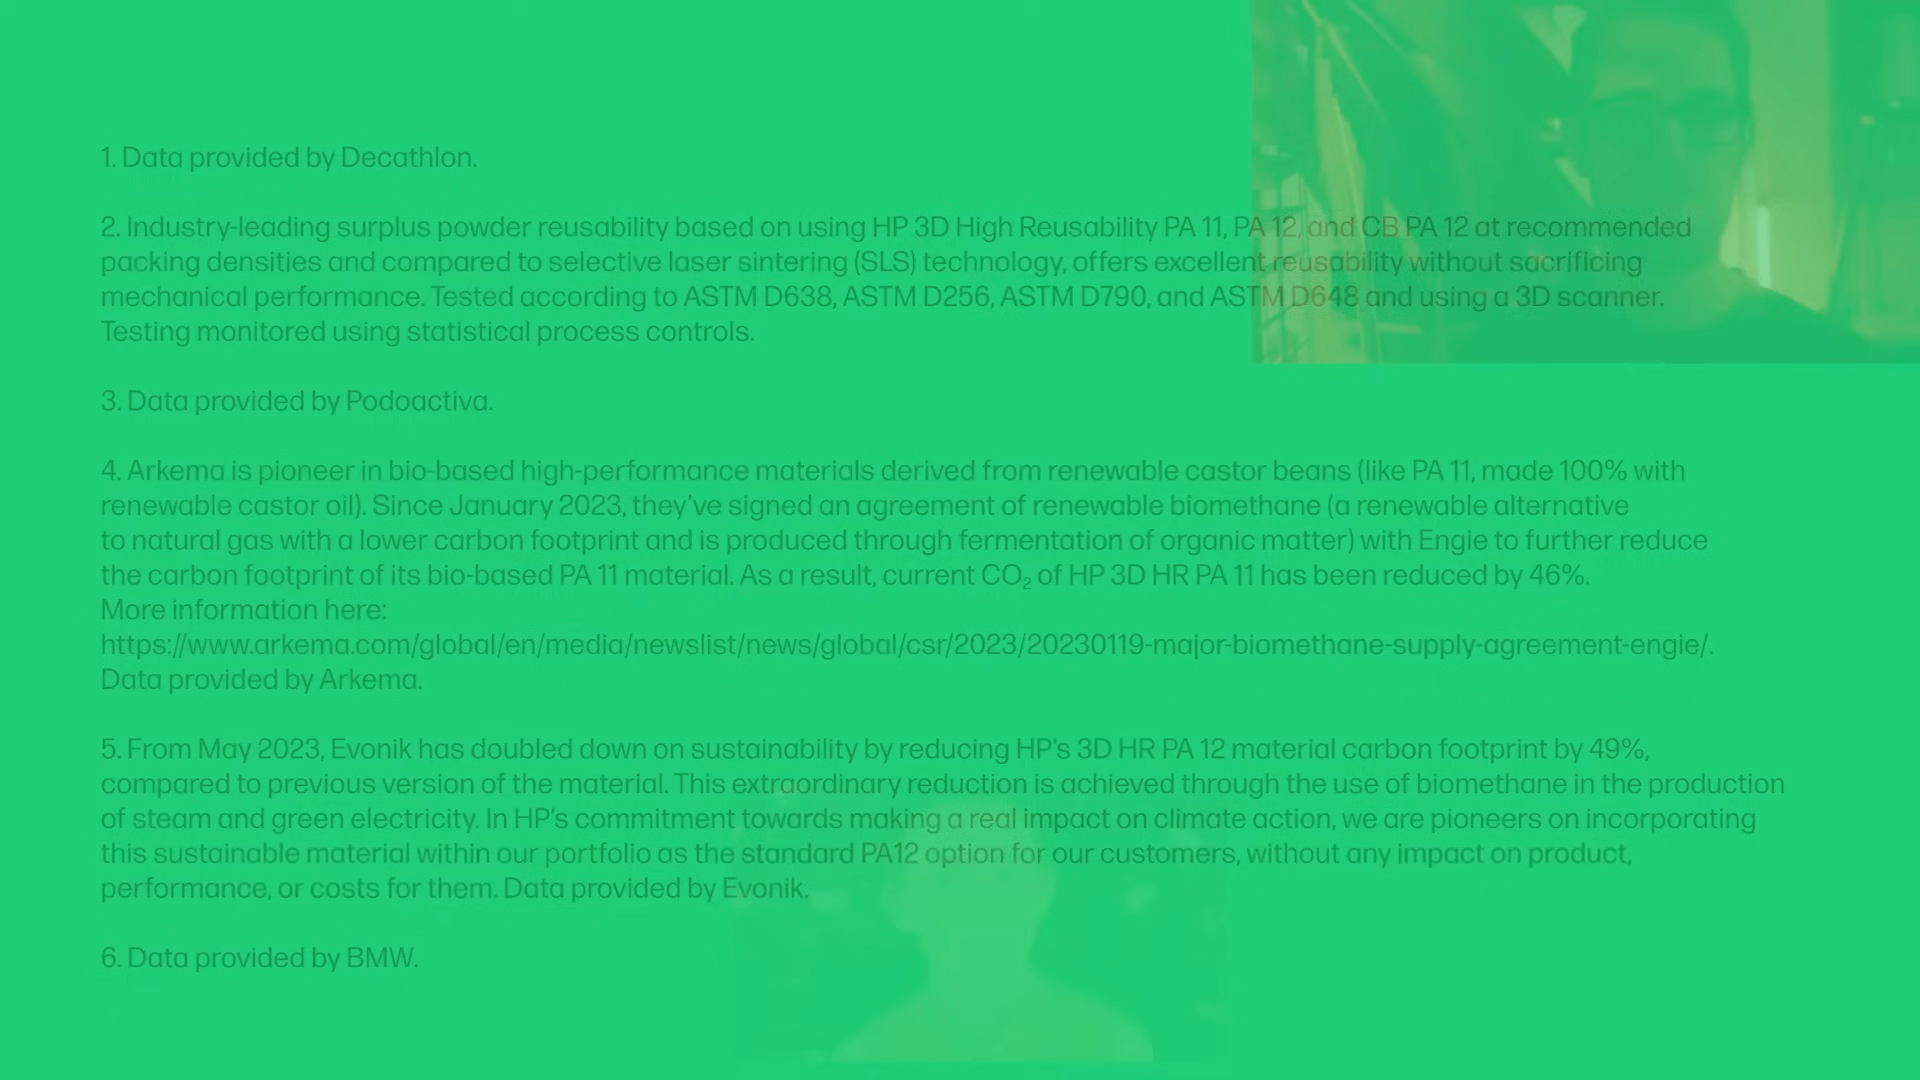 1. Data provided by Decathlon.
2. Industry-leading surplus powder reusability based on using HP 3D High Reusability PA 11, PA 12, and CB PA 12 at recommended
packing densities and compared to selective laser sintering (SLS) technology, offers excellent reusability without sacrificing
mechanical performance. Tested according to ASTM D638, ASTM D256, ASTM D790, and ASTM D648 and using a 3D scanner.
Testing monitored using statistical process controls.
3. Data provided by Podoactiva.
4. Arkema is pioneer in bio-based high-performance materials derived from renewable castor beans (like PA 11, made 100% with
renewable castor oil). Since January 2023, they've signed an agreement of renewable biomethane (a renewable alternative
to natural gas with a lower carbon footprint and is produced through fermentation of organic matter) with Engie to further reduce
the carbon footprint of its bio-based PA 11 material. As a result, current CO₂ of HP 3D HR PA 11 has been reduced by 46%.
More information here:
https://www.arkema.com/global/en/media/newslist/news/global/csr/2023/20230119-major-biomethane-supply-agreement-engie/.
Data provided by Arkema.
5. From May 2023, Evonik has doubled down on sustainability by reducing HP's 3D HR PA 12 material carbon footprint by 49%,
compared to previous version of the material. This extraordinary reduction is achieved through the use of biomethane in the production
of steam and green electricity. In HP's commitment towards making a real impact on climate action, we are pioneers on incorporating
this sustainable material within our portfolio as the standard PA12 option for our customers, without any impact on product,
performance, or costs for them. Data provided by Evonik.
6. Data provided by BMW.